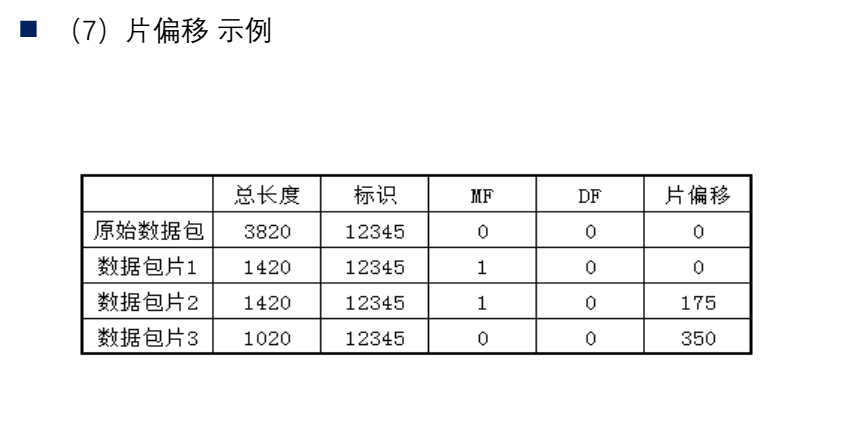 (7) 片偏移 示例
总长度 标识 MF DF 片偏移
原始数据包 3820 12345 0 0 0
数据包片1 1420 12345 1 0 0
数据包片2 1420 12345 1 0 175
数据包片3 1020 12345 0 0 350